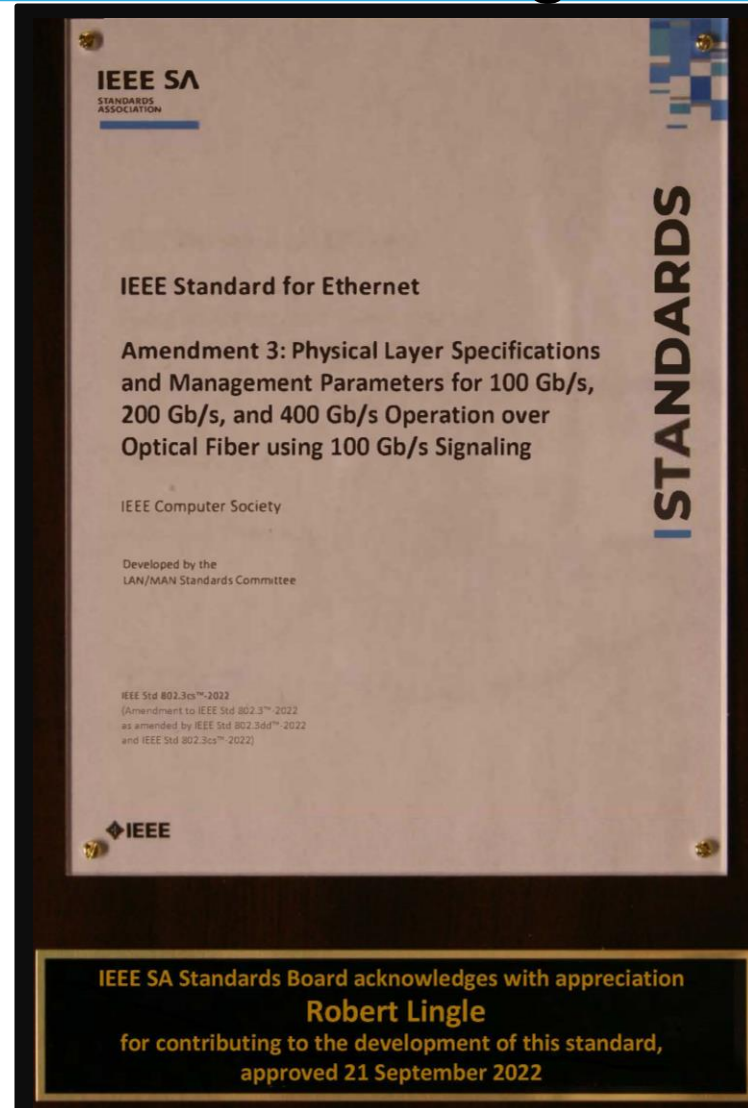 IEEE SA
STANDARDS
ASSOCIATION
STANDARDS
IEEE Standard for Ethernet
Amendment 3: Physical Layer Specifications
and Management Parameters for 100 Gb/s,
200 Gb/s, and 400 Gb/s Operation over
Optical Fiber using 100 Gb/s Signaling
IEEE Computer Society
Developed by the
LAN/MAN Standards Committee
IEEE Std 802.3cs™-2022
(Amendment to IEEE Std 802.3™-2022
as amended by IEEE Std 802.3dd™-2022
and IEEE Std 802.3cs™-2022)
IEEE
IEEE SA Standards Board acknowledges with appreciation
Robert Lingle
for contributing to the development of this standard,
approved 21 September 2022